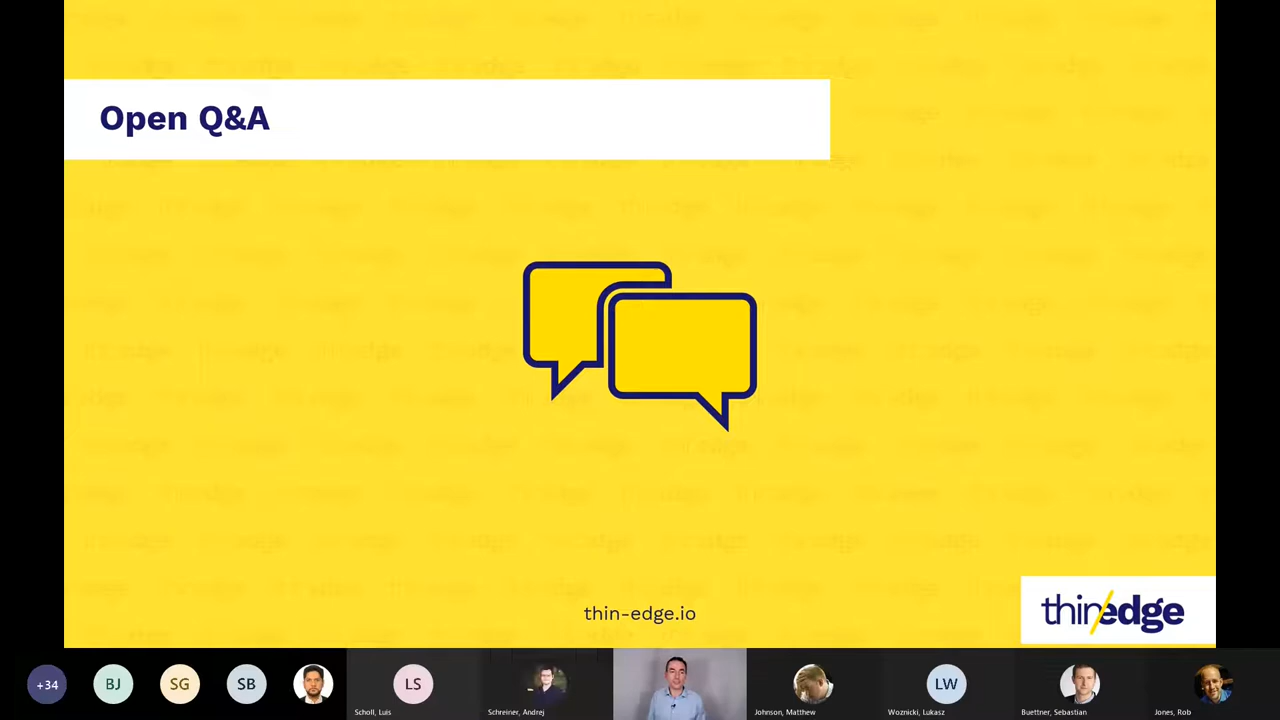 Open Q&A
thin-edge.io
thin/edge
+34
BJ
SG
SB
LS
LW
Scholl, Luis
Schreiner, Andrej
Johnson, Matthew
Woznicki, Lukasz
Buettner, Sebastian
Jones, Rob